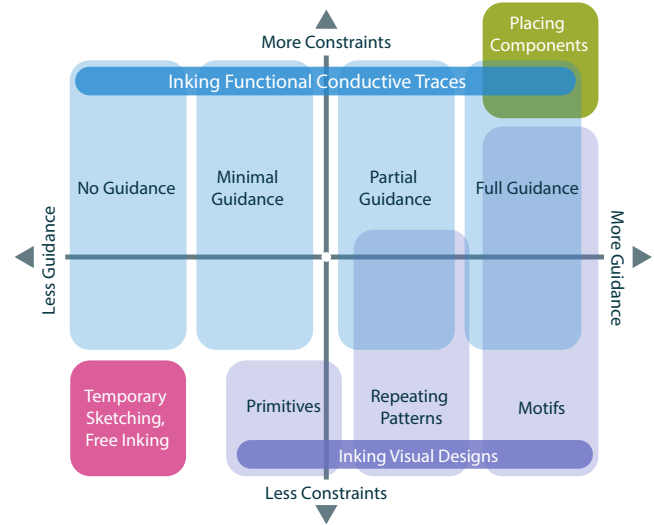 Placing
Components
More Constraints
Inking Functional Conductive Traces
No Guidance
Minimal
Guidance
Partial
Guidance
Full Guidance
Less Guidance
More Guidance
Temporary
Sketching,
Free Inking
Primitives
Repeating
Patterns
Motifs
Inking Visual Designs
Less Constraints